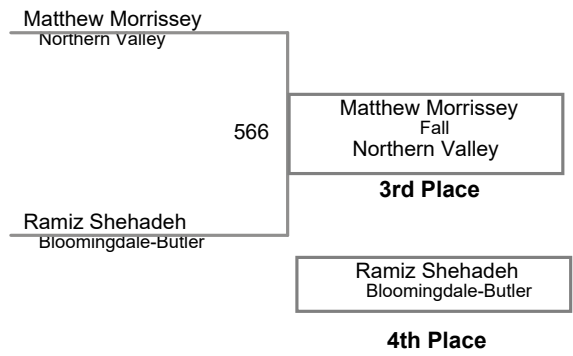 Matthew Morrissey
Northern Valley
566
Matthew Morrissey
Fall
Northern Valley
3rd Place
Ramiz Shehadeh
Bloomingdale-Butler
Ramiz Shehadeh
Bloomingdale-Butler
4th Place